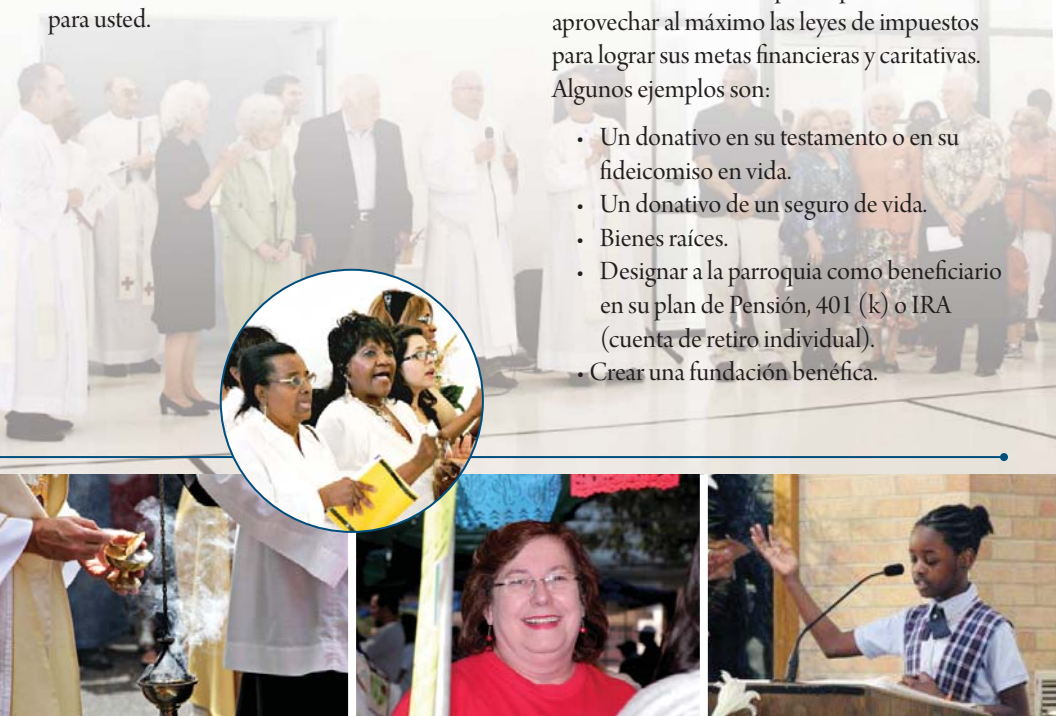 para usted.
aprovechar al máximo las leyes de impuestos
para lograr sus metas financieras y caritativas.
Algunos ejemplos son:
• Un donativo en su testamento o en su
fideicomiso en vida.
• Un donativo de un seguro de vida.
• Bienes raíces.
• Designar a la parroquia como beneficiario
en su plan de Pensión, 401 (k) o IRA
(cuenta de retiro individual).
• Crear una fundación benéfica.